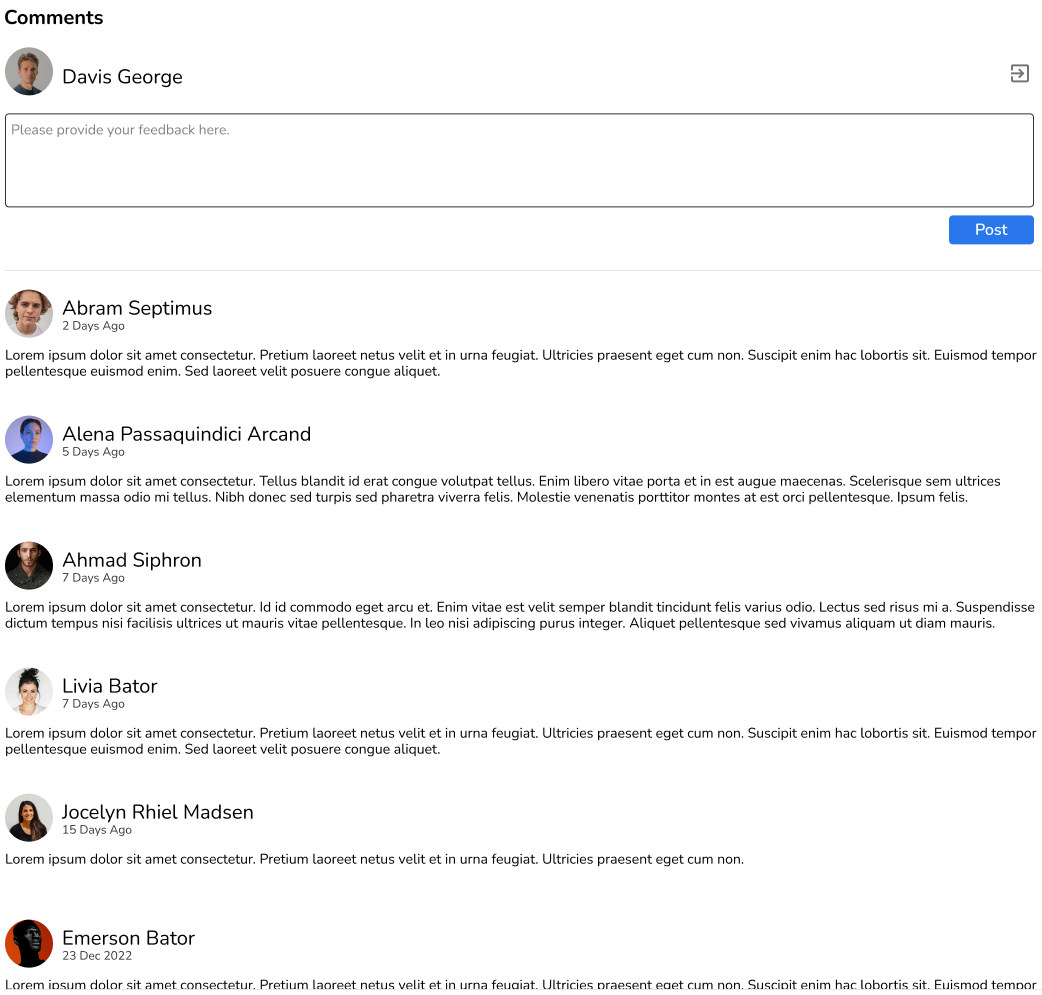 Comments
Davis George
Please provide your feedback here.
Post
Abram Septimus
2 Days Ago
Lorem ipsum dolor sit amet consectetur. Pretium laoreet netus velit et in urna feugiat. Ultricies praesent eget cum non. Suscipit enim hac lobortis sit. Euismod tempor
pellentesque euismod enim. Sed laoreet velit posuere congue aliquet.
Alena Passaquindici Arcand
5 Days Ago
Lorem ipsum dolor sit amet consectetur. Tellus blandit id erat congue volutpat tellus. Enim libero vitae porta et in est augue maecenas. Scelerisque sem ultrices
elementum massa odio mi tellus. Nibh donec sed turpis sed pharetra viverra felis. Molestie venenatis porttitor montes at est orci pellentesque. Ipsum felis.
Ahmad Siphron
7 Days Ago
Lorem ipsum dolor sit amet consectetur. Id id commodo eget arcu et. Enim vitae est velit semper blandit tincidunt felis varius odio. Lectus sed risus mi a. Suspendisse
dictum tempus nisi facilisis ultrices ut mauris vitae pellentesque. In leo nisi adipiscing purus integer. Aliquet pellentesque sed vivamus aliquam ut diam mauris.
Livia Bator
7 Days Ago
Lorem ipsum dolor sit amet consectetur. Pretium laoreet netus velit et in urna feugiat. Ultricies praesent eget cum non. Suscipit enim hac lobortis sit. Euismod tempor
pellentesque euismod enim. Sed laoreet velit posuere congue aliquet.
Jocelyn Rhiel Madsen
15 Days Ago
Lorem ipsum dolor sit amet consectetur. Pretium laoreet netus velit et in urna feugiat. Ultricies praesent eget cum non.
Emerson Bator
23 Dec 2022
Lorem ipsum dolor sit amet consectetur. Pretium laoreet netus velit et in urna feugiat. Ultricies praesent eget cum non. Suscipit enim hac lobortis sit. Euismod tempor